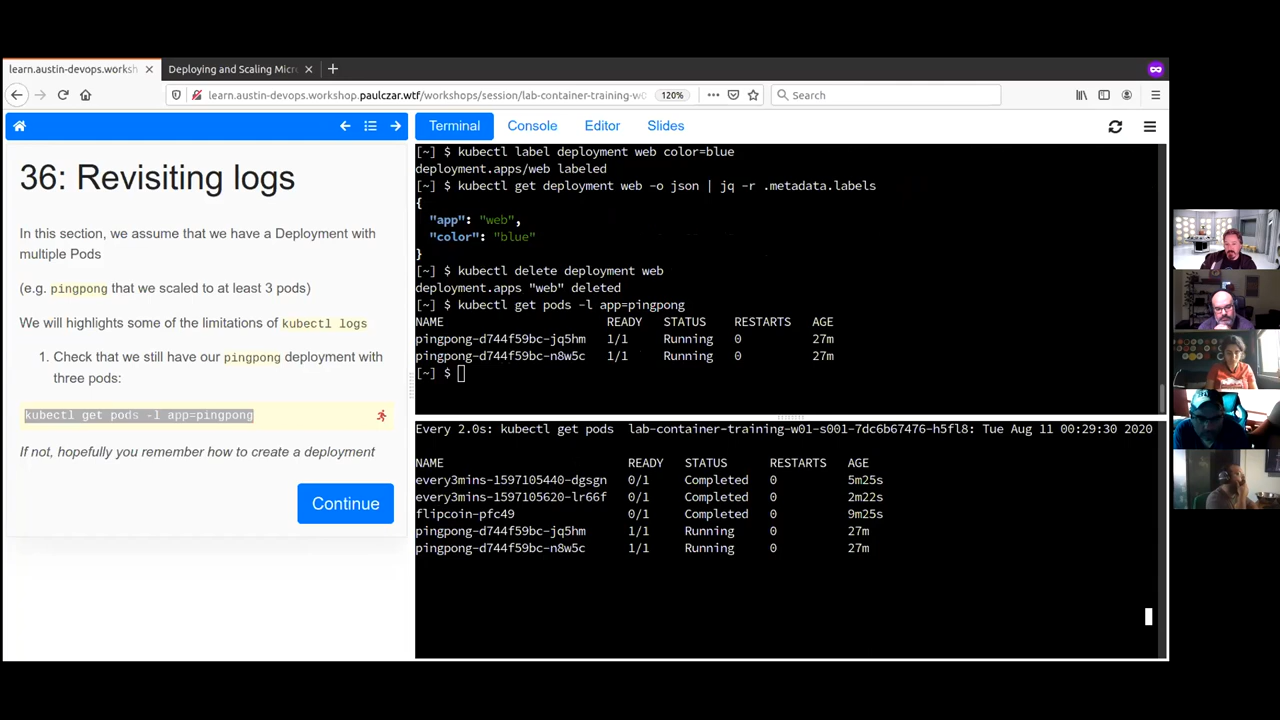 learn.austin-devops.worksh
Deploying and Scaling Micr
learn.austin-devops.workshop.paulczar.wtf/workshops/session/lab-container-training-w
120%
Search
Terminal
Console
Editor
Slides
36: Revisiting logs
In this section, we assume that we have a Deployment with
multiple Pods
(e.g. pingpong that we scaled to at least 3 pods)
We will highlights some of the limitations of kubectl logs
1. Check that we still have our pingpong deployment with
three pods:
kubectl get pods -l app=pingpong
If not, hopefully you remember how to create a deployment
Continue
[~] $ kubectl label deployment web color=blue
deployment.apps/web labeled
[~] $ kubectl get deployment web -o json | jq -r .metadata.labels
{
"app": "web",
"color": "blue"
}
[~] $ kubectl delete deployment web
deployment.apps "web" deleted
[~] $ kubectl get pods -l app=pingpong
NAME READY STATUS RESTARTS AGE
pingpong-d744f59bc-jq5hm 1/1 Running 0 27m
pingpong-d744f59bc-n8w5c 1/1 Running 0 27m
[~] $
Every 2.0s: kubectl get pods lab-container-training-w01-s001-7dc6b67476-h5fl8: Tue Aug 11 00:29:30 2020
NAME READY STATUS RESTARTS AGE
every3mins-1597105440-dgsgn 0/1 Completed 0 5m25s
every3mins-1597105620-lr66f 0/1 Completed 0 2m22s
flipcoin-pfc49 0/1 Completed 0 9m25s
pingpong-d744f59bc-jq5hm 1/1 Running 0 27m
pingpong-d744f59bc-n8w5c 1/1 Running 0 27m